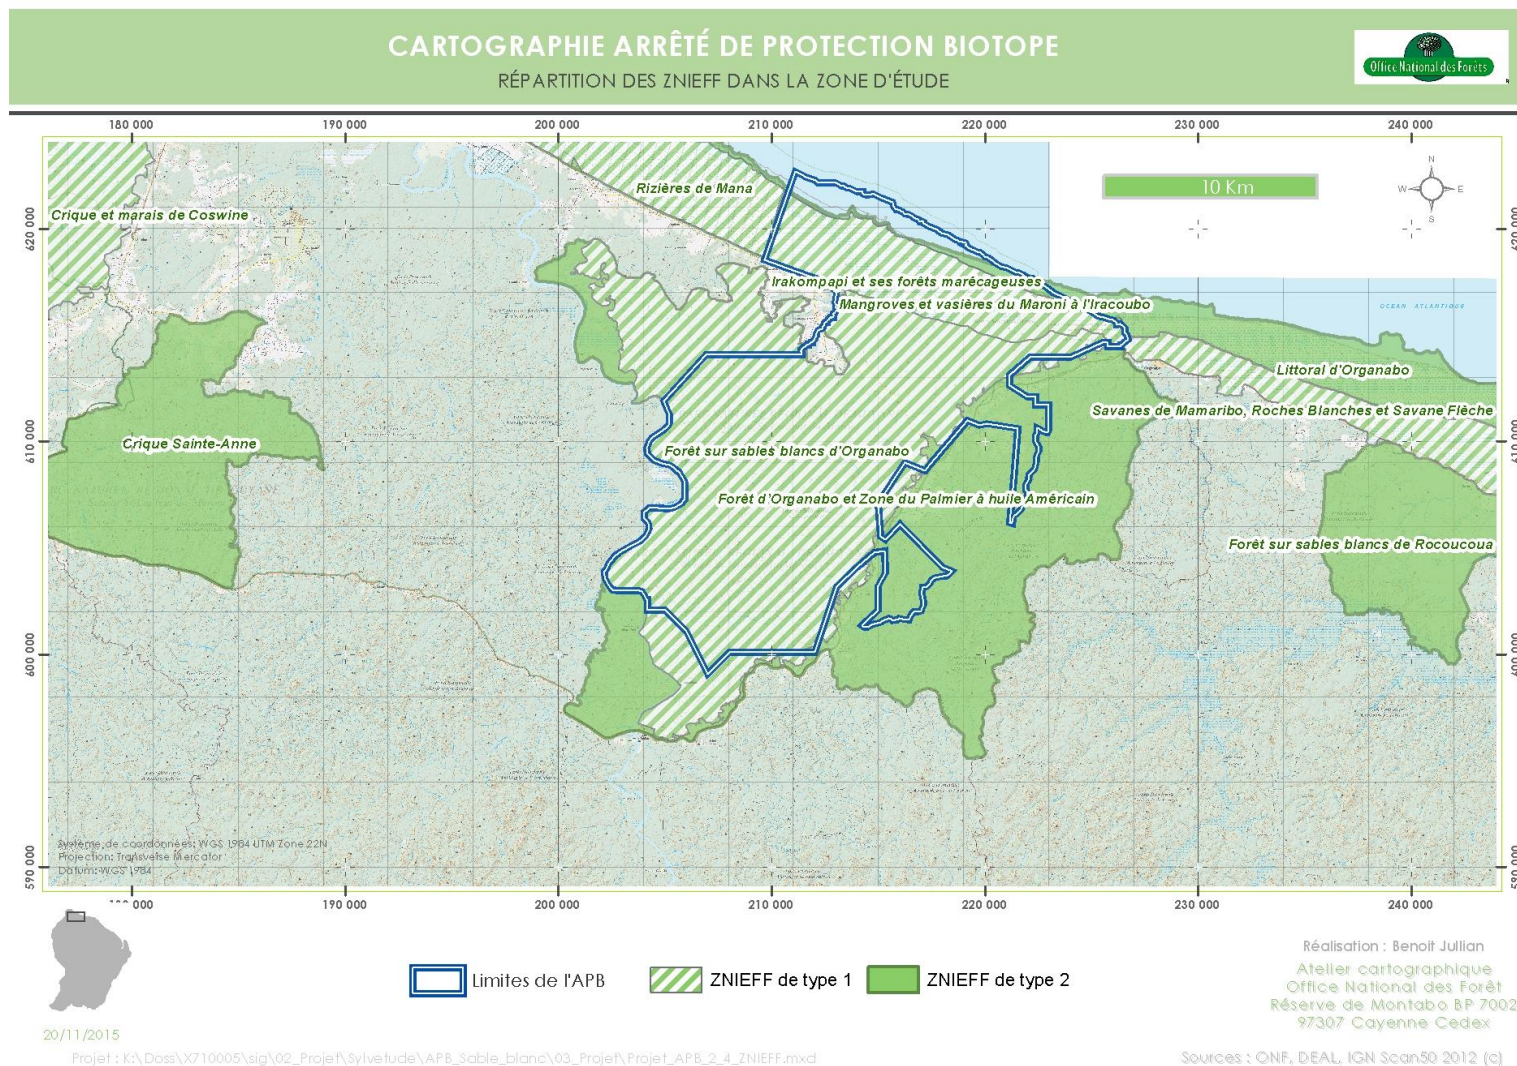 CARTOGRAPHIE ARRÊTÉ DE PROTECTION BIOTOPE
RÉPARTITION DES ZNIEFF DANS LA ZONE D'ÉTUDE
Office National des Forêts
180 000 190 000 200 000 210 000 220 000 230 000 240 000
10 Km
N
W E
S
Rizières de Mana
Crique et marais de Coswine
620 000
Irakompapi et ses forêts marécageuses
Mangroves et vasières du Maroni à l'Iracoubo
OCEAN ATLANTIQUE
Littoral d'Organabo
Savanes de Mamaribo, Roches Blanches et Savane Flèche
610 000
Crique Sainte-Anne
Forêt sur sables blancs d'Organabo
Forêt d'Organabo et Zone du Palmier à huile Américain
Forêt sur sables blancs de Rocoucoua
600 000
590 000
Système de coordonnées: WGS 1984 UTM Zone 22N
Projection: Transverse Mercator
Datum: WGS 1984
190 000 200 000 210 000 220 000 230 000 240 000
Limites de l'APB
ZNIEFF de type 1
ZNIEFF de type 2
Réalisation : Benoit Jullian
Atelier cartographique
Office National des Forêt
Réserve de Montabo BP 7002
97307 Cayenne Cedex
20/11/2015
Projet : K:\Doss\X710005\sig\02_Projet\Sylvetude\APB_Sable_blanc\03_Projet\Projet_APB_2_4_ZNIEFF.mxd
Sources : ONF, DEAL, IGN Scan50 2012 (c)